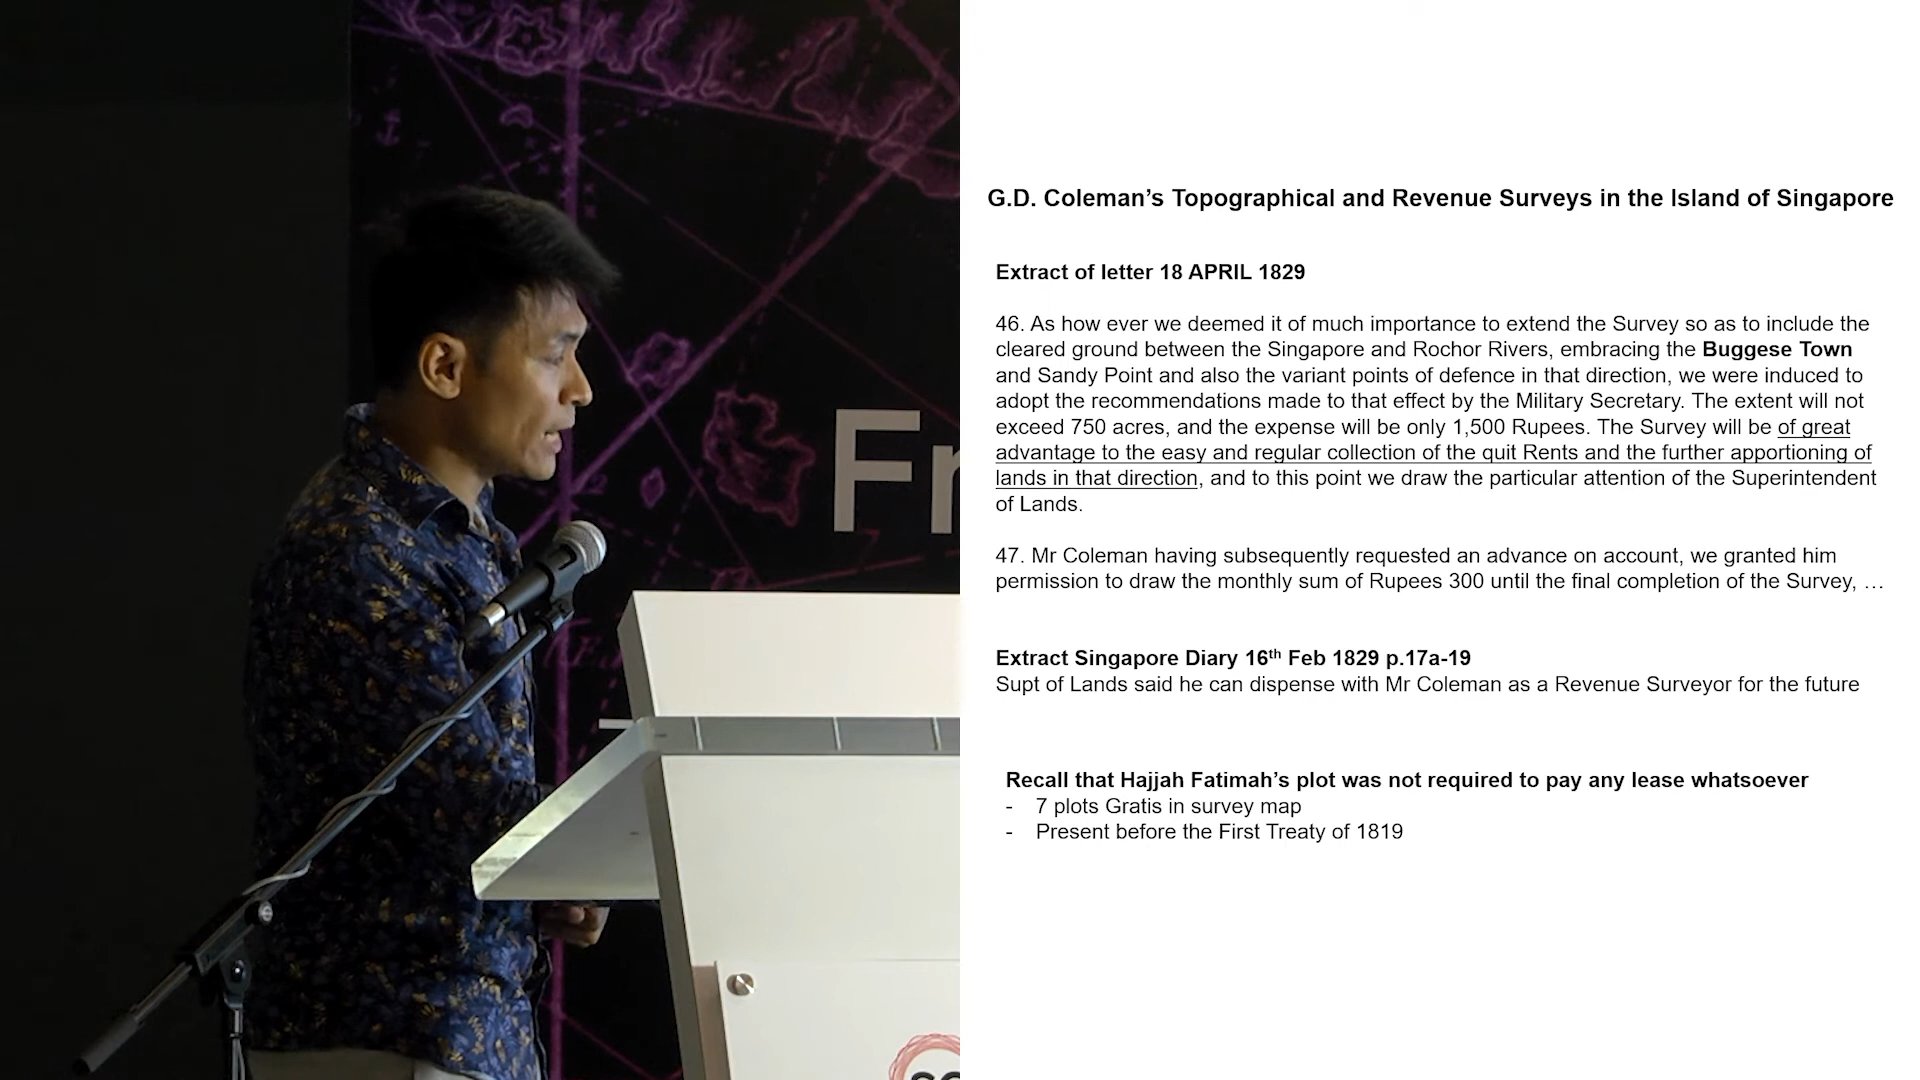 Fr
G.D. Coleman’s Topographical and Revenue Surveys in the Island of Singapore
Extract of letter 18 APRIL 1829
46. As how ever we deemed it of much importance to extend the Survey so as to include the
cleared ground between the Singapore and Rochor Rivers, embracing the Buggese Town
and Sandy Point and also the variant points of defence in that direction, we were induced to
adopt the recommendations made to that effect by the Military Secretary. The extent will not
exceed 750 acres, and the expense will be only 1,500 Rupees. The Survey will be of great
advantage to the easy and regular collection of the quit Rents and the further apportioning of
lands in that direction, and to this point we draw the particular attention of the Superintendent
of Lands.
47. Mr Coleman having subsequently requested an advance on account, we granted him
permission to draw the monthly sum of Rupees 300 until the final completion of the Survey, …
Extract Singapore Diary 16th Feb 1829 p.17a-19
Supt of Lands said he can dispense with Mr Coleman as a Revenue Surveyor for the future
Recall that Hajjah Fatimah’s plot was not required to pay any lease whatsoever
- 7 plots Gratis in survey map
- Present before the First Treaty of 1819